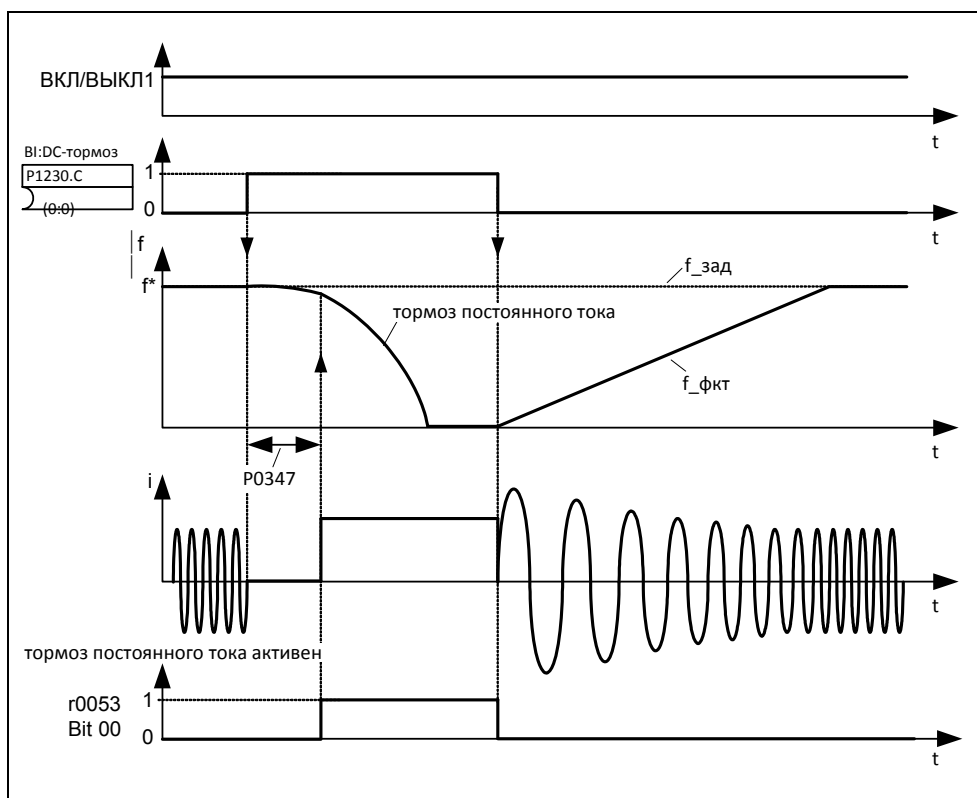 ВКЛ/ВЫКЛ1
t
BI:DC-тормоз
P1230.C
(0:0)
1
0
t
f
f*
f_зад
тормоз постоянного тока
f_фкт
t
P0347
i
t
тормоз постоянного тока активен
r0053
Bit 00
1
0
t